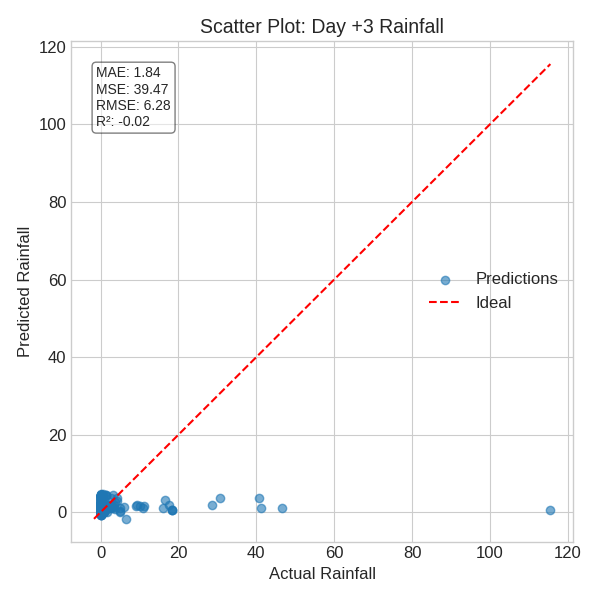 Scatter Plot: Day +3 Rainfall
MAE: 1.84
MSE: 39.47
RMSE: 6.28
R²: -0.02
120
100
80
60
40
20
0
Predicted Rainfall
Predictions
Ideal
0 20 40 60 80 100 120
Actual Rainfall